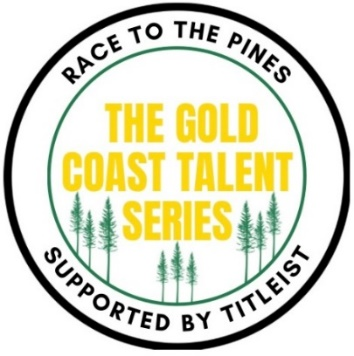 RACE TO THE PINES
THE GOLD
COAST TALENT
SERIES
SUPPORTED BY TITLEIST